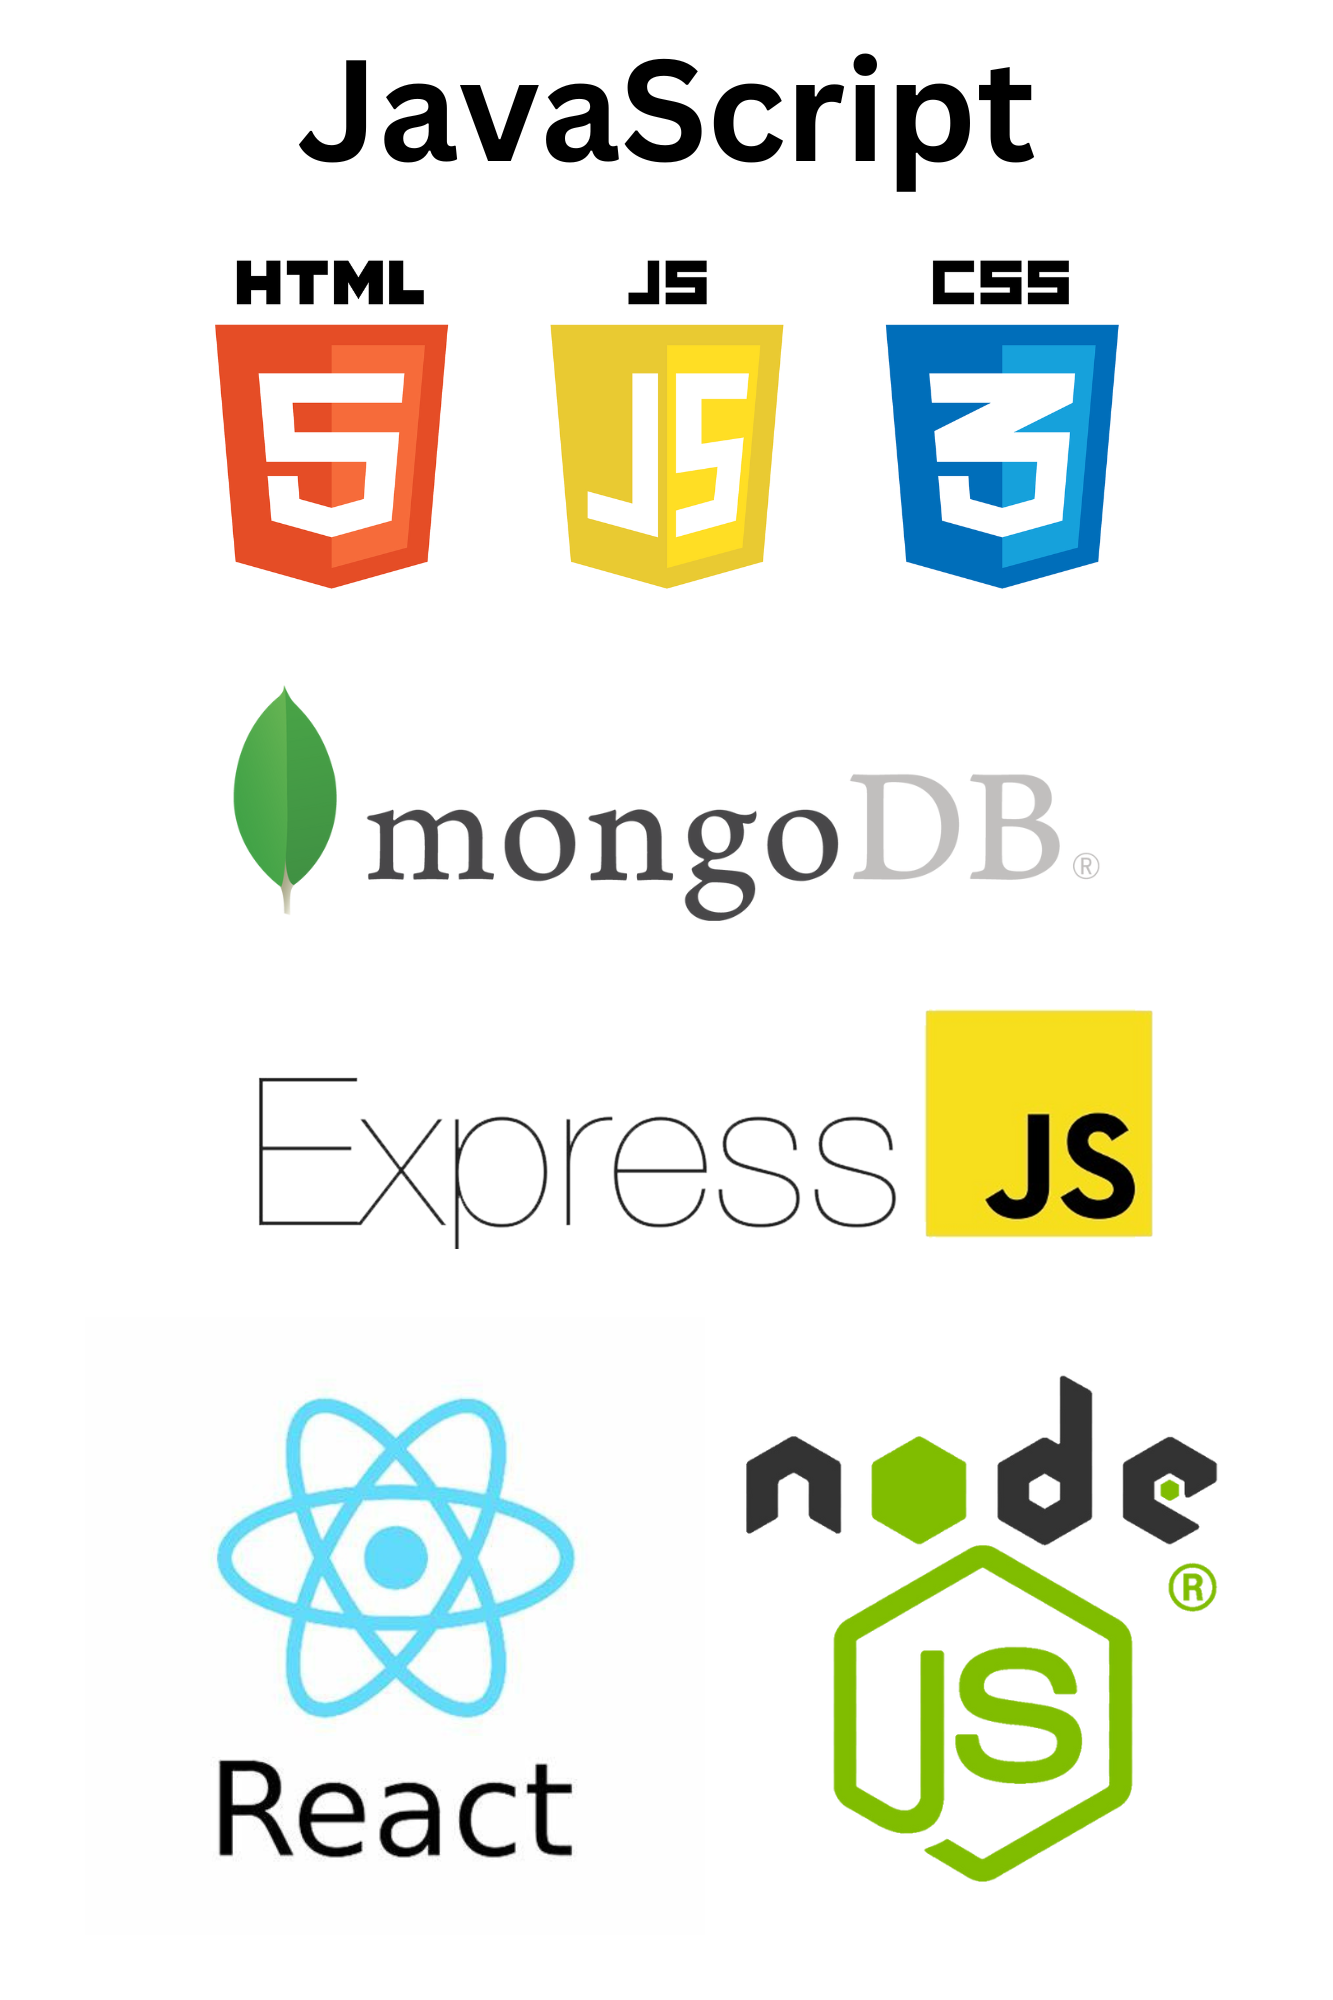 JavaScript
HTML JS CSS
5 JS 3
mongoDB®
Express JS
node
®
JS
React